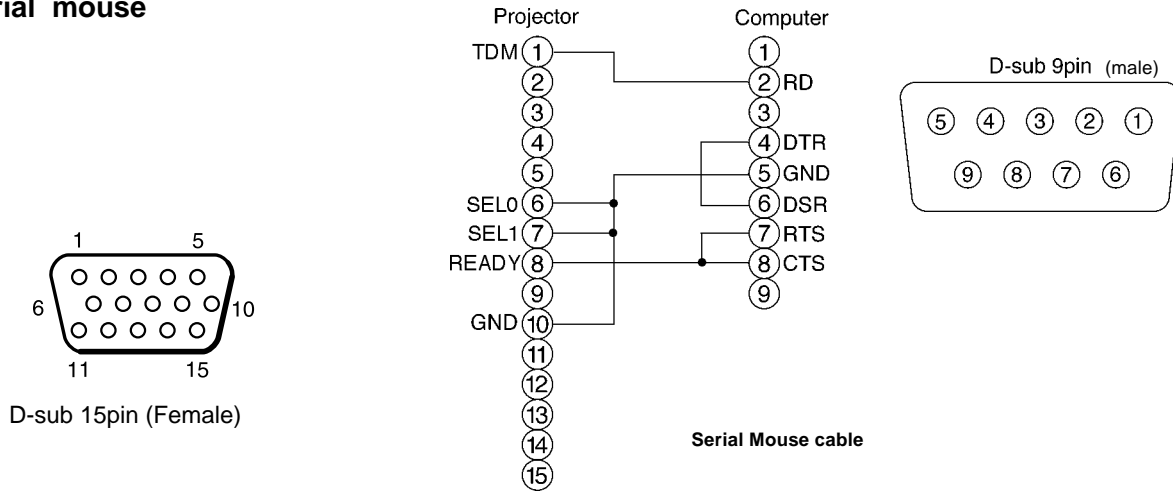 mouse
Projector
Computer
TDM 1
2
3
4
5
SEL0 6
SEL1 7
READY 8
9
GND 10
11
12
13
14
15
1
2 RD
3
4 DTR
5 GND
6 DSR
7 RTS
8 CTS
9
D-sub 9pin (male)
5 4 3 2 1
9 8 7 6
1 5
6 10
11 15
D-sub 15pin (Female)
Serial Mouse cable